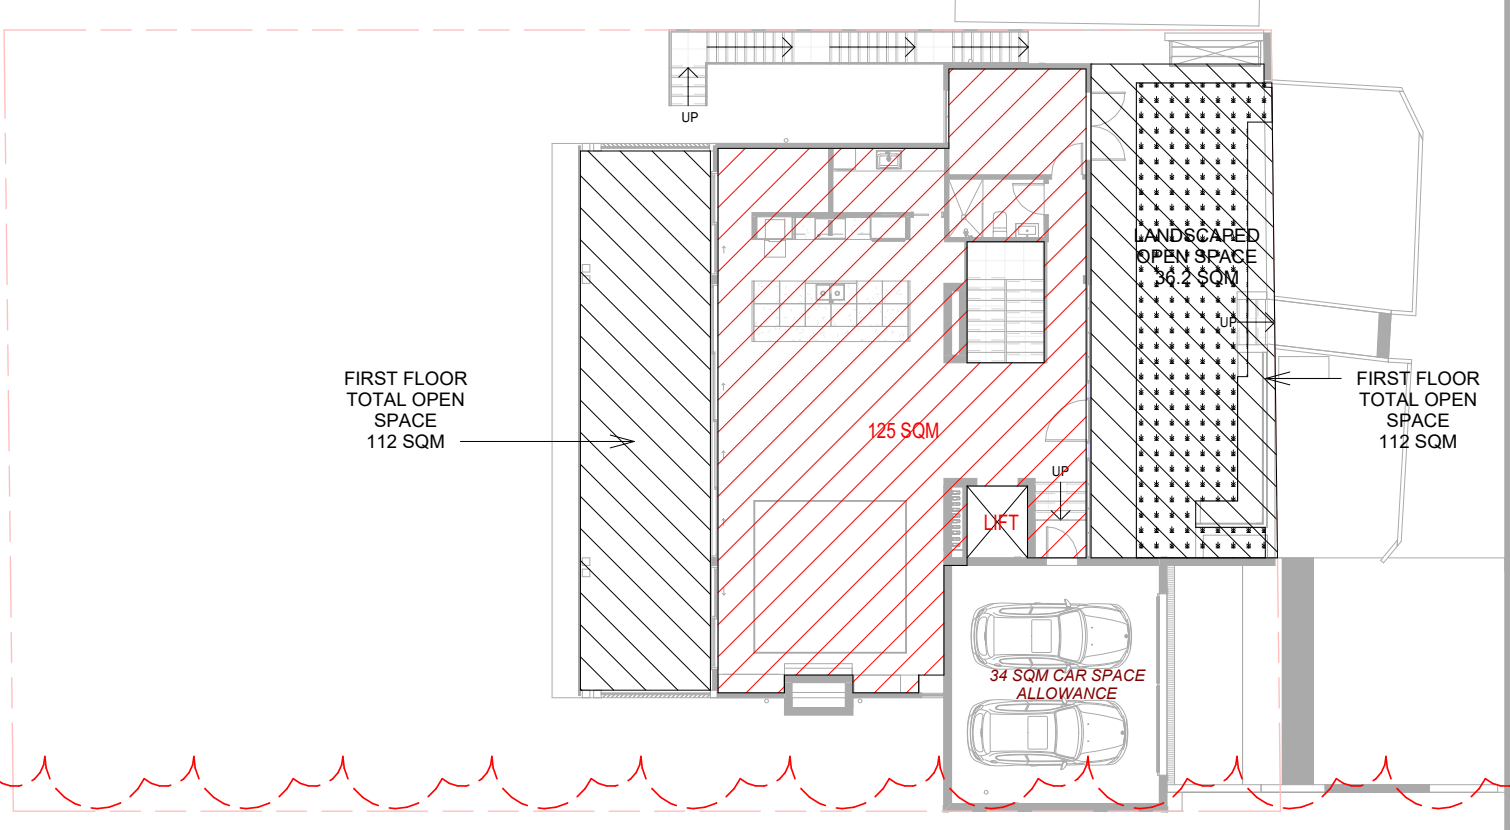 UP
LANDSCAPED
OPEN SPACE
36.2 SQM
UP
FIRST FLOOR
TOTAL OPEN
SPACE
112 SQM
FIRST FLOOR
TOTAL OPEN
SPACE
112 SQM
125 SQM
UP
LIFT
34 SQM CAR SPACE
ALLOWANCE